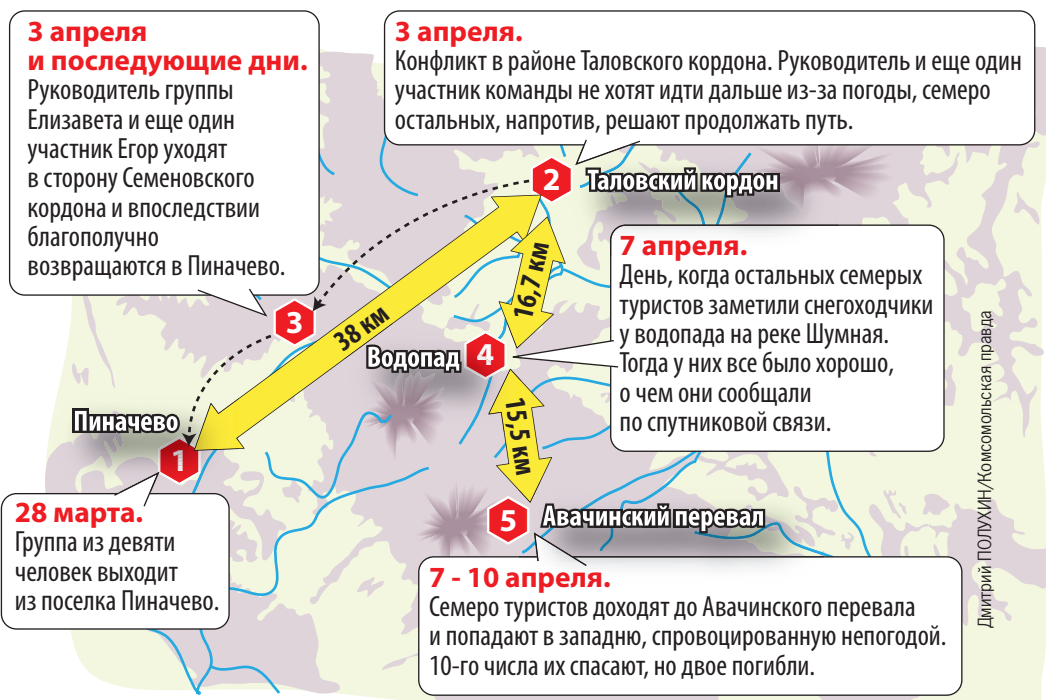 3 апреля
и последующие дни.
Руководитель группы
Елизавета и еще один
участник Егор уходят
в сторону Семеновского
кордона и впоследствии
благополучно
возвращаются в Пиначево.
3 апреля.
Конфликт в районе Таловского кордона. Руководитель и еще один
участник команды не хотят идти дальше из-за погоды, семеро
остальных, напротив, решают продолжать путь.
2
Таловский кордон
7 апреля.
День, когда остальных семерых
туристов заметили снегоходчики
у водопада на реке Шумная.
Тогда у них все было хорошо,
о чем они сообщали
по спутниковой связи.
16,7 км
3
38 км
Водопад
4
15,5 км
Пиначево
1
28 марта.
Группа из девяти
человек выходит
из поселка Пиначево.
5
Авачинский перевал
7 - 10 апреля.
Семеро туристов доходят до Авачинского перевала
и попадают в западню, спровоцированную непогодой.
10-го числа их спасают, но двое погибли.
Дмитрий ПОЛУХИН/Комсомольская правда